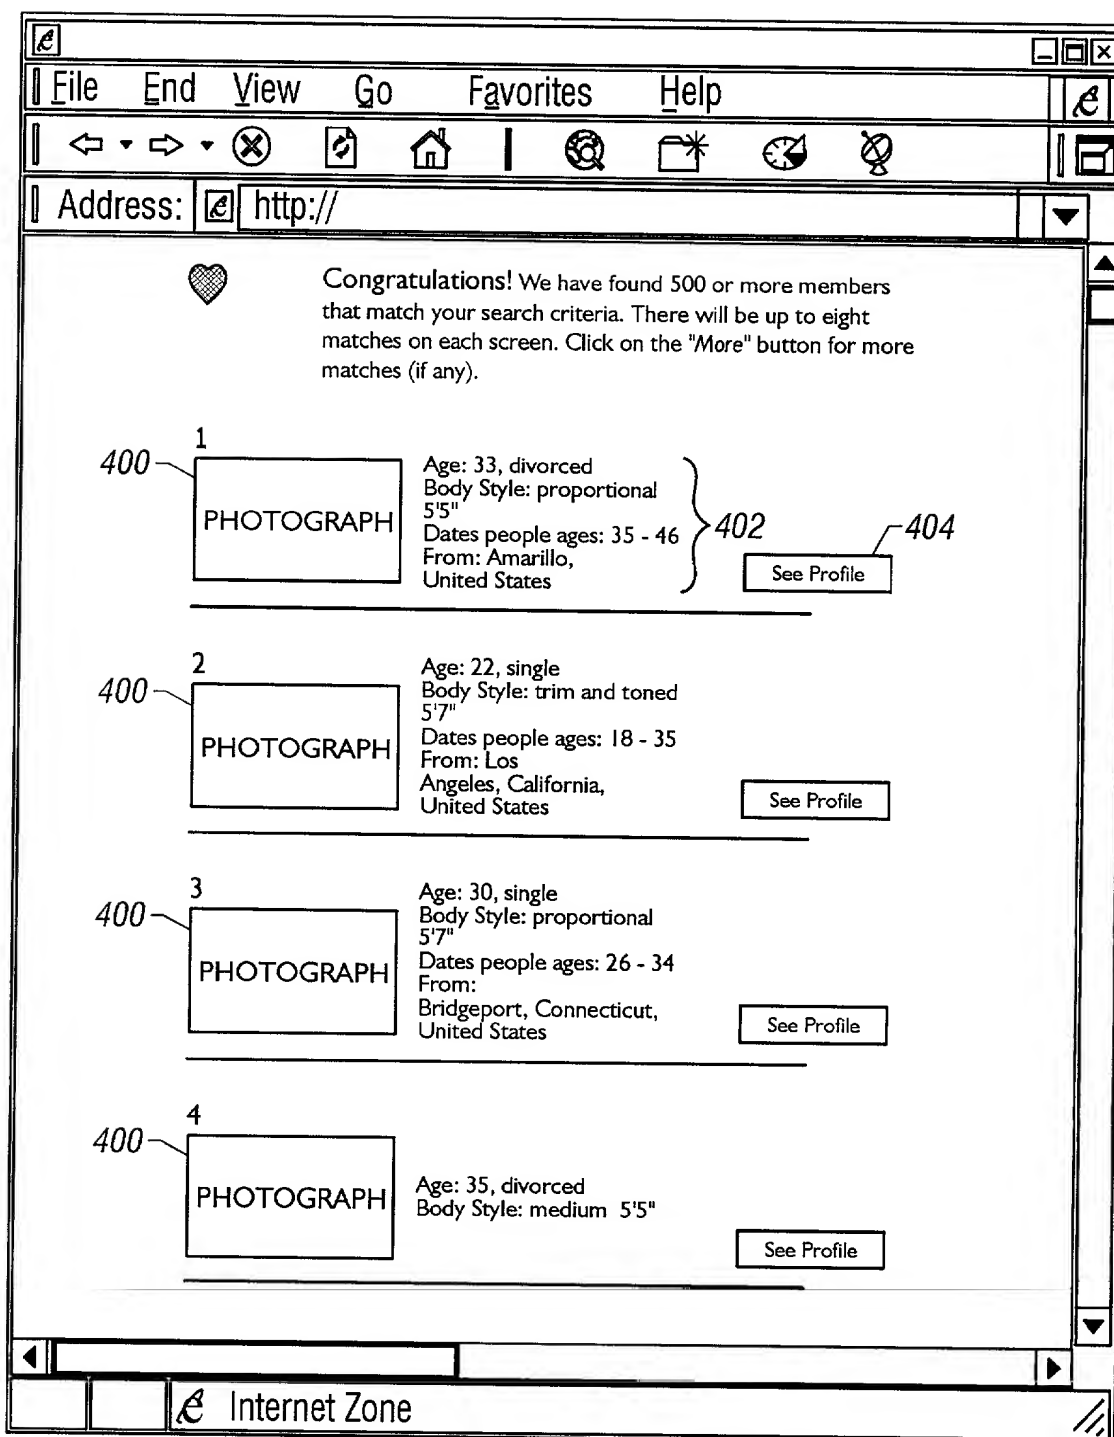 File End View Go Favorites Help
Address: http://
Congratulations! We have found 500 or more members
that match your search criteria. There will be up to eight
matches on each screen. Click on the "More" button for more
matches (if any).
1
400
PHOTOGRAPH
Age: 33, divorced
Body Style: proportional
5'5"
Dates people ages: 35 - 46
From: Amarillo,
United States
402
404
See Profile
2
400
PHOTOGRAPH
Age: 22, single
Body Style: trim and toned
5'7"
Dates people ages: 18 - 35
From: Los
Angeles, California,
United States
See Profile
3
400
PHOTOGRAPH
Age: 30, single
Body Style: proportional
5'7"
Dates people ages: 26 - 34
From:
Bridgeport, Connecticut,
United States
See Profile
4
400
PHOTOGRAPH
Age: 35, divorced
Body Style: medium 5'5"
See Profile
Internet Zone